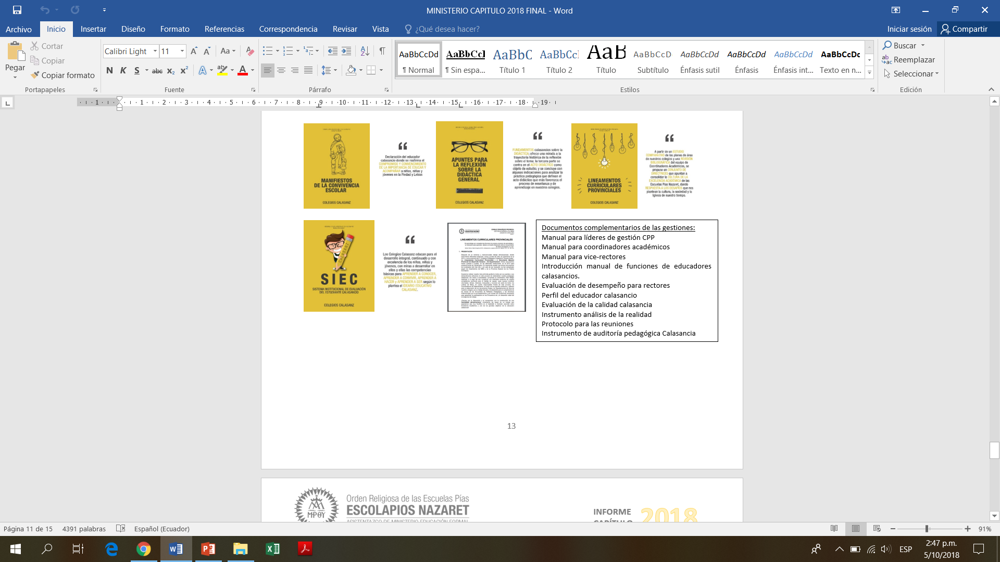 MINISTERIO CAPITULO 2018 FINAL - Word
Archivo
Inicio
Insertar
Diseño
Formato
Referencias
Correspondencia
Revisar
Vista
¿Qué desea hacer?
Iniciar sesión
Compartir
Pegar
Cortar
Copiar
Copiar formato
Portapapeles
Calibri Light
11
Aa
N K S abc x₂ x²
Fuente
Párrafo
AaBbCcDd
¶ Normal
AaBbCcI
¶ Sin espa...
AaBbC
Título 1
AaBbCc
Título 2
AaB
Título
AaBbCcD
Subtítulo
AaBbCcDd
Énfasis sutil
AaBbCcDd
Énfasis
AaBbCcDd
Énfasis int...
AaBbCcDc
Texto en n...
Estilos
Buscar
Reemplazar
Seleccionar
Edición
1 1 2 3 4 5 6 7 8 9 10 11 12 13 14 15 16 17 18 19
MANIFIESTOS
DE LA CONVIVENCIA
ESCOLAR
COLEGIOS CALASANZ
Declaración del educador
calasancio donde se reafirma el
COMPROMISO Y CONVENCIMIENTO
DE LA IMPORTANCIA DE EDUCAR Y
ACOMPAÑAR a niños, niñas y
jóvenes en la Piedad y Letras
APUNTES PARA
LA REFLEXIÓN
SOBRE LA
DIDÁCTICA
GENERAL
COLEGIOS CALASANZ
FUNDAMENTOS calasancios sobre la
DIDÁCTICA; ofrece una mirada a la
trayectoria histórica de la reflexión
sobre el tema; la tercera parte se
centra en el ACTO DIDÁCTICO como
objeto de estudio; y se concluye con
algunas indicaciones para analizar la
práctica pedagógica que definan el
acto didáctico que más favorezca el
proceso de enseñanza y de
aprendizaje en nuestros colegios.
LINEAMENTOS
CURRICULARES
PROVINCIALES
COLEGIOS CALASANZ
A partir de un ESTUDIO
COMPARATIVO de los planes de área
de nuestros colegios y una REVISIÓN
BIBLIOGRÁFICA del equipo de
Coordinadores Académicos, se
propuso un CONJUNTO DE
DIRECTRICES que apuntan a
consolidar la CULTURA DE LA
EXCELENCIA ACADÉMICA de las
Escuelas Pías Nazaret, dando
RESPUESTA A LOS DESAFÍOS que nos
plantean la cultura, la sociedad y la
Iglesia de nuestro tiempo.
CALASANZ
SIEC
SISTEMA INSTITUCIONAL DE EVALUACIÓN
DEL ESTUDIANTE CALASANCIO
COLEGIOS CALASANZ
Los Colegios Calasanz educan para el
desarrollo integral, continuado y con
excelencia de los niños, niñas y
jóvenes, con miras a desarrollar en
ellos y ellas las competencias
básicas para APRENDER A CONOCER,
APRENDER A CONVIVIR, APRENDER A
HACER y APRENDER A SER según lo
plantea el IDEARIO EDUCATIVO
CALASANZ.
ESCOLAPIOS NAZARET
LINEAMENTOS CURRICULARES PROVINCIALES
Documentos complementarios de las gestiones:
Manual para líderes de gestión CPP
Manual para coordinadores académicos
Manual para vice-rectores
Introducción manual de funciones de educadores
calasancios.
Evaluación de desempeño para rectores
Perfil del educador calasancio
Evaluación de la calidad calasancia
Instrumento análisis de la realidad
Protocolo para las reuniones
Instrumento de auditoría pedagógica Calasancia
13
Orden Religiosa de las Escuelas Pías
ESCOLAPIOS NAZARET
ASISTENTAZGO DE MINISTERIO EDUCACIÓN FORMAL
INFORME
CAPÍTULO
2018
Página 11 de 15
4391 palabras
Español (Ecuador)
91%
ESP
2:47 p.m.
5/10/2018